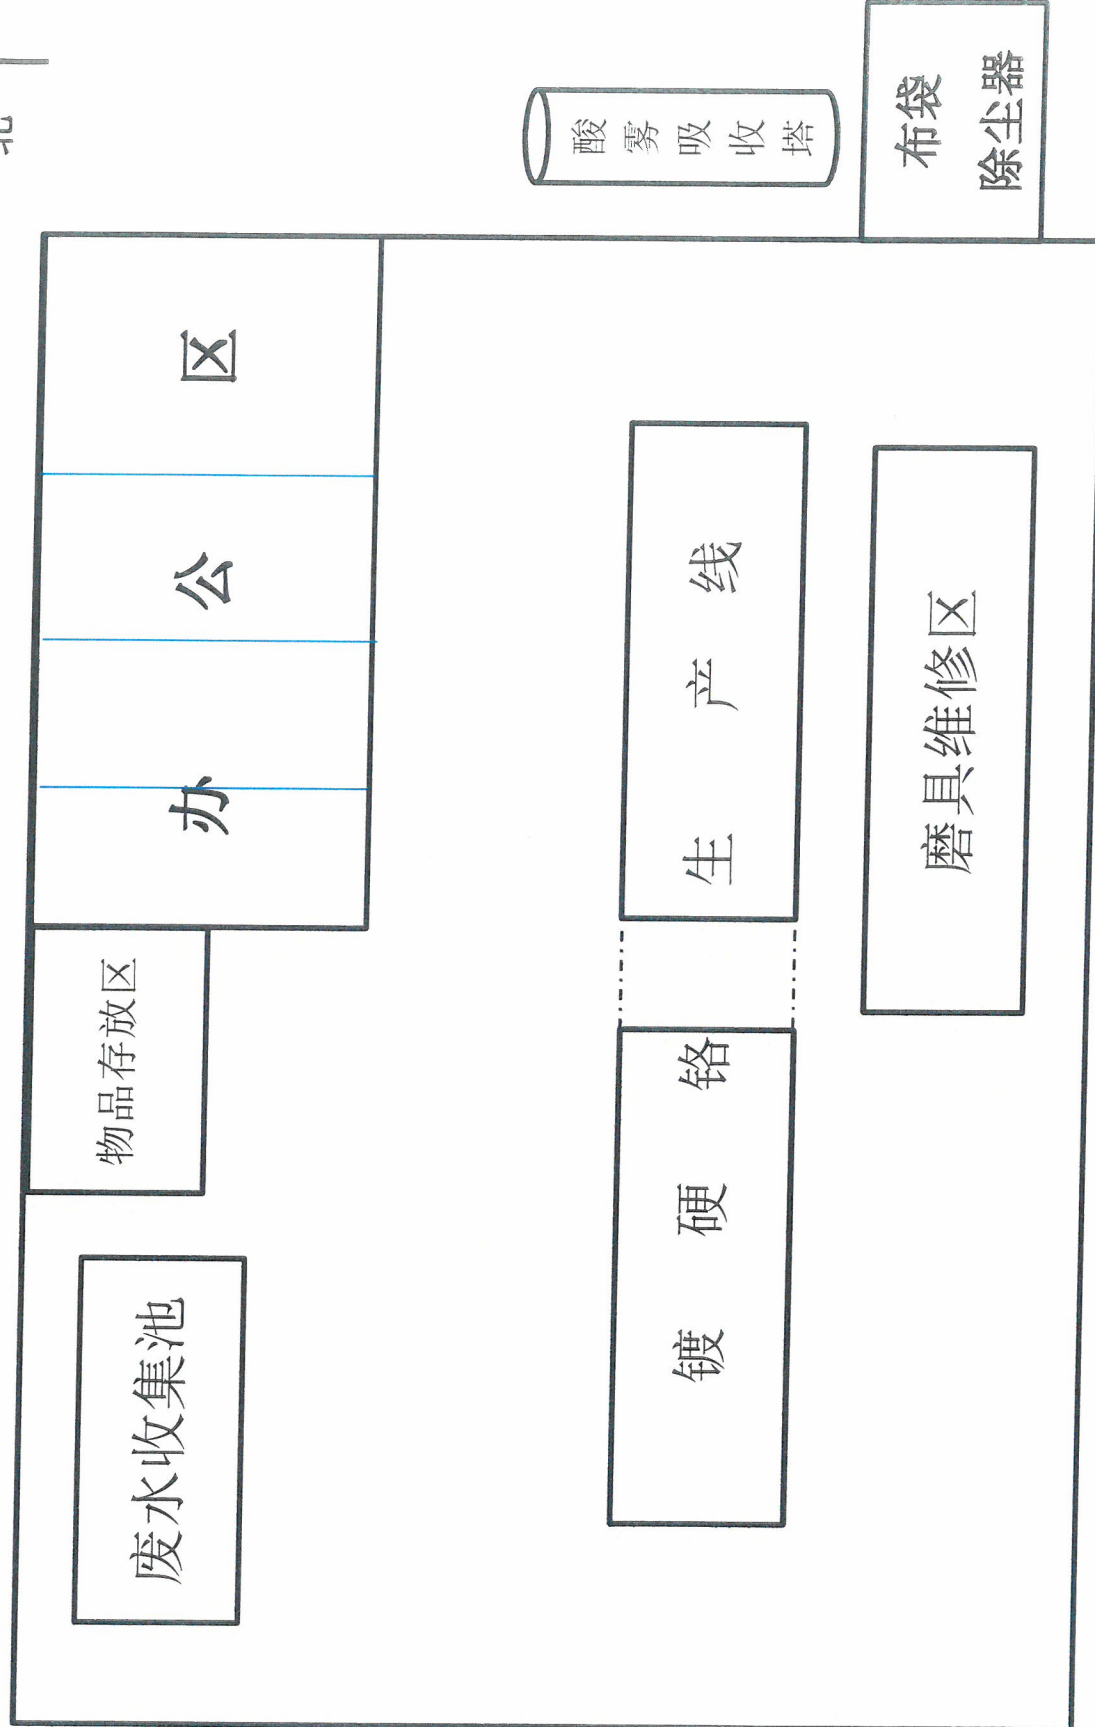 北
废水收集池
物品存放区
办公区
镀硬铬生产线
磨具维修区
酸雾吸收塔
布袋
除尘器